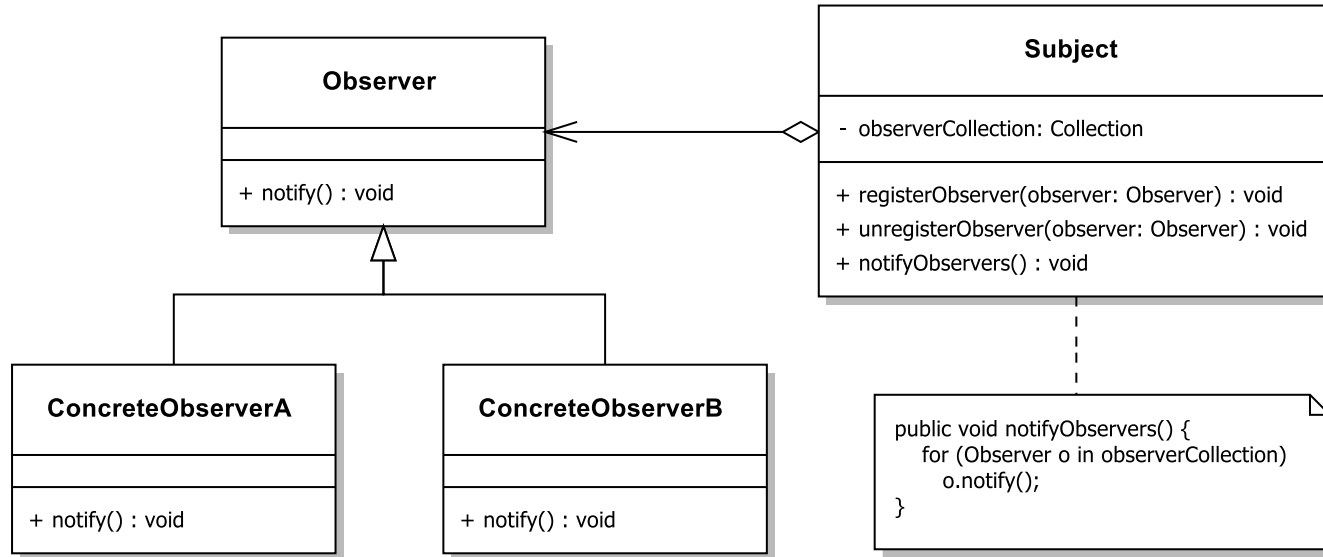 Observer
+ notify() : void
Subject
- observerCollection: Collection
+ registerObserver(observer: Observer) : void
+ unregisterObserver(observer: Observer) : void
+ notifyObservers() : void
ConcreteObserverA
+ notify() : void
ConcreteObserverB
+ notify() : void
public void notifyObservers() {
for (Observer o in observerCollection)
o.notify();
}